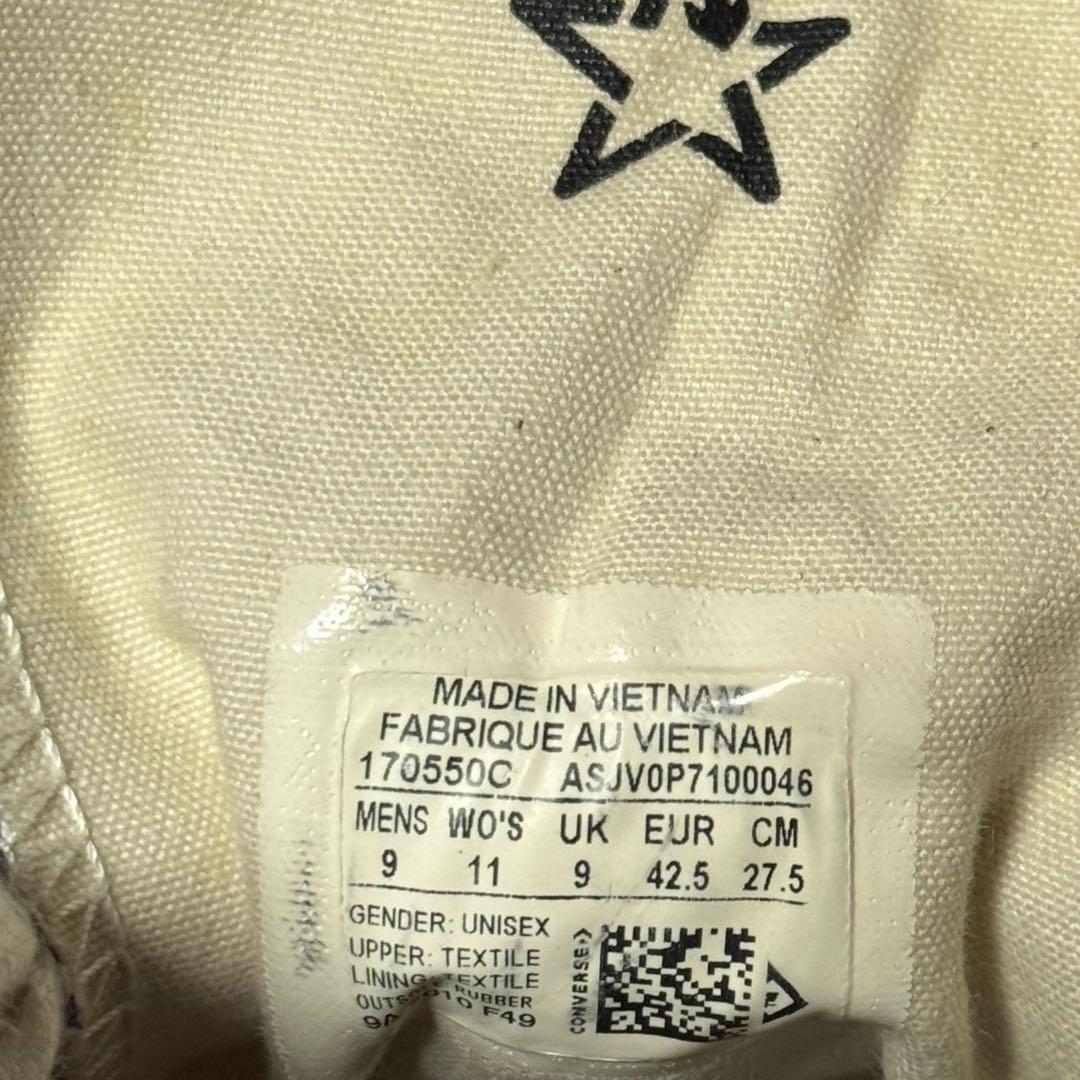 MADE IN VIETNAM
FABRIQUE AU VIETNAM
170550C ASJV0P7100046
MENS WO'S UK EUR CM
9 11 9 42.5 27.5
GENDER: UNISEX
UPPER: TEXTILE
LINING: TEXTILE
RUBBER
F49
CONVERSE
TM